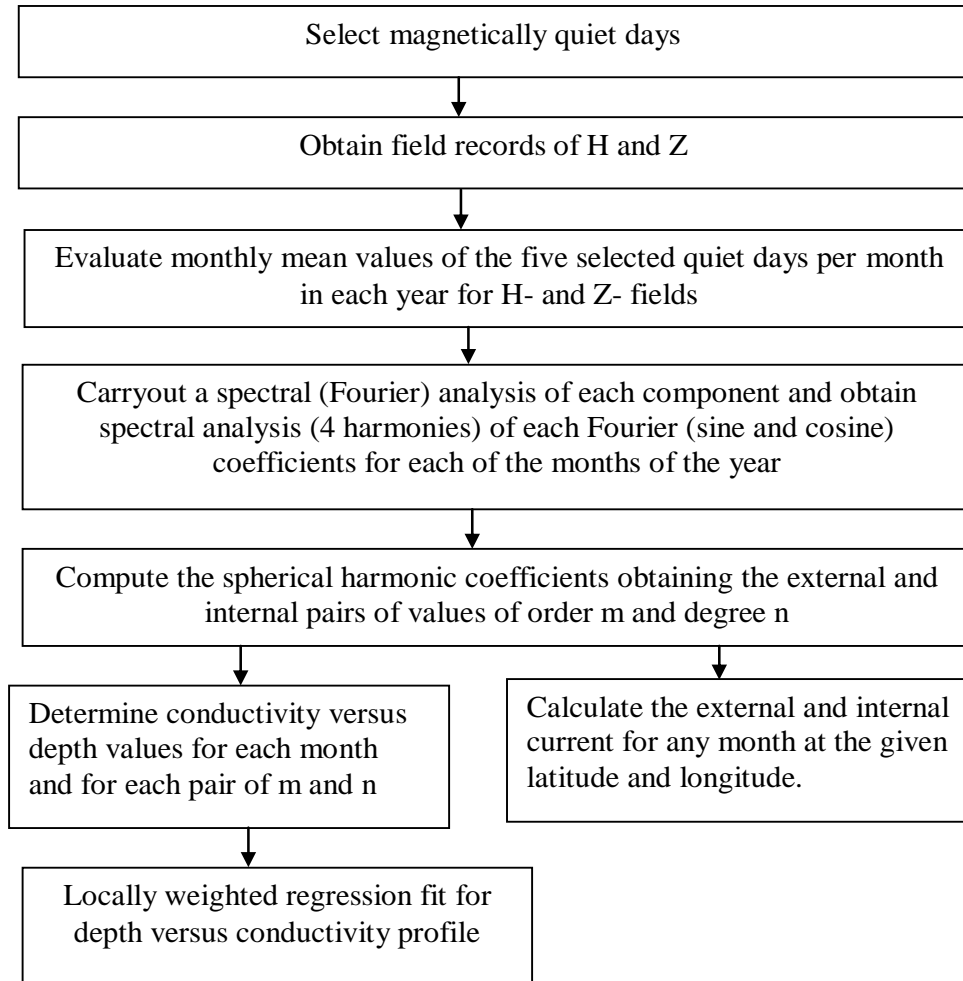 Select magnetically quiet days
Obtain field records of H and Z
Evaluate monthly mean values of the five selected quiet days per month
in each year for H- and Z- fields
Carryout a spectral (Fourier) analysis of each component and obtain
spectral analysis (4 harmonies) of each Fourier (sine and cosine)
coefficients for each of the months of the year
Compute the spherical harmonic coefficients obtaining the external and
internal pairs of values of order m and degree n
Determine conductivity versus
depth values for each month
and for each pair of m and n
Calculate the external and internal
current for any month at the given
latitude and longitude.
Locally weighted regression fit for
depth versus conductivity profile